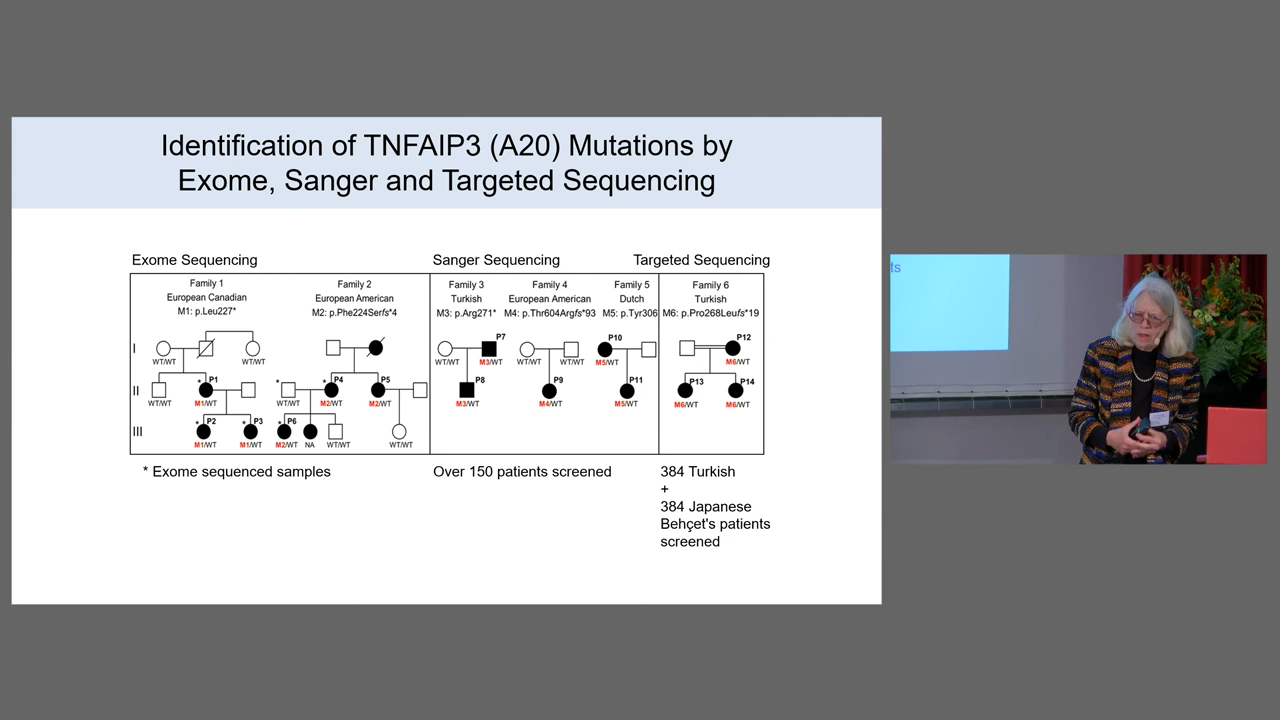 Identification of TNFAIP3 (A20) Mutations by
Exome, Sanger and Targeted Sequencing
Exome Sequencing
Sanger Sequencing
Targeted Sequencing
Family 1
European Canadian
M1: p.Leu227*
Family 2
European American
M2: p.Phe224Serfs*4
Family 3
Turkish
M3: p.Arg271*
Family 4
European American
M4: p.Thr604Argfs*93
Family 5
Dutch
M5: p.Tyr306
Family 6
Turkish
M6: p.Pro268Leufs*19
I
WT/WT
WT/WT
P7
WT/WT
M3/WT
WT/WT
WT/WT
P10
M5/WT
P12
M6/WT
II
WT/WT
* P1
M1/WT
*
WT/WT
* P4
M2/WT
P5
M2/WT
P8
M3/WT
P9
M4/WT
P11
M5/WT
P13
M6/WT
P14
M6/WT
III
* P2
M1/WT
* P3
M1/WT
* P6
M2/WT
NA
WT/WT
WT/WT
* Exome sequenced samples
Over 150 patients screened
384 Turkish
+
384 Japanese
Behçet's patients
screened
ts